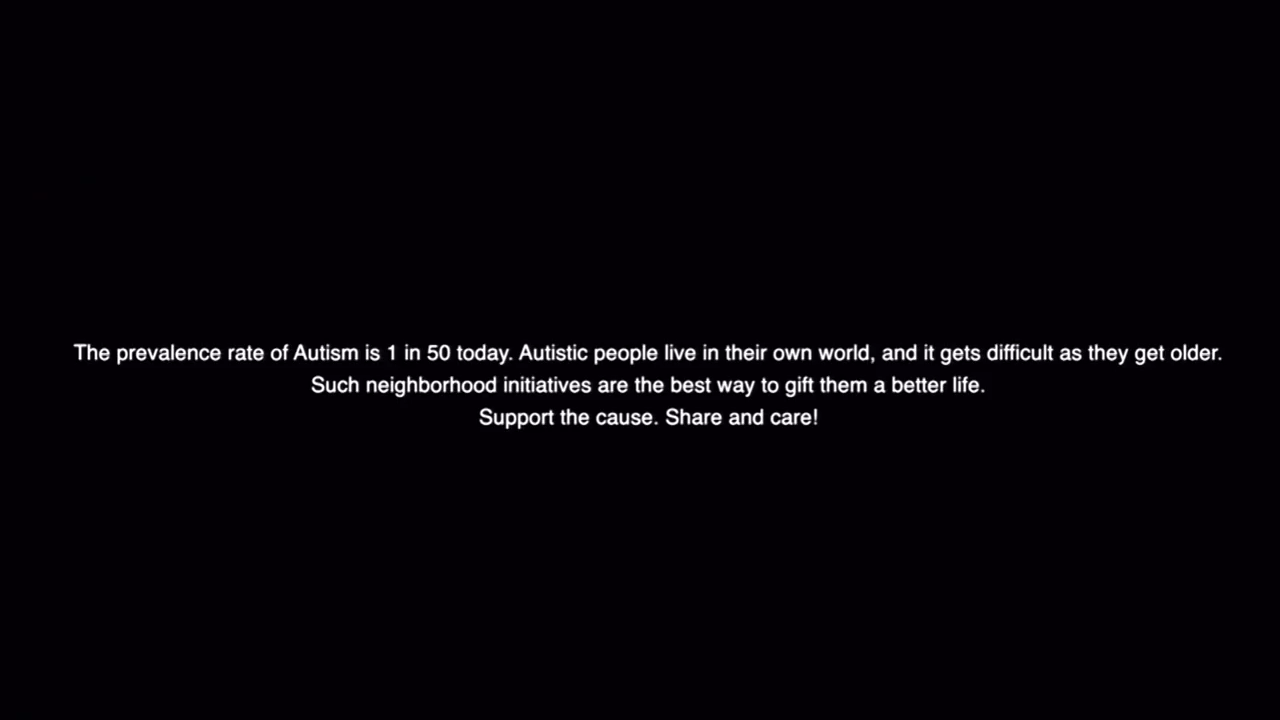 The prevalence rate of Autism is 1 in 50 today. Autistic people live in their own world, and it gets difficult as they get older.
Such neighborhood initiatives are the best way to gift them a better life.
Support the cause. Share and care!